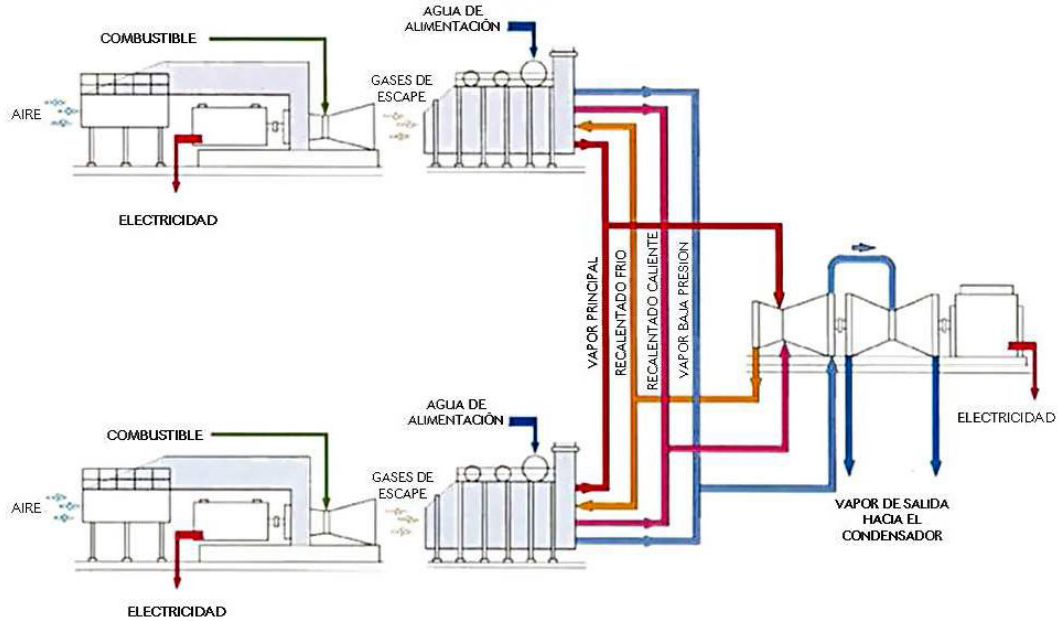 AGUA DE
ALIMENTACIÓN
COMBUSTIBLE
GASES DE
ESCAPE
AIRE
ELECTRICIDAD
VAPOR PRINCIPAL
RECALENTADO FRIO
RECALENTADO CALIENTE
VAPOR BAJA PRESION
ELECTRICIDAD
AGUA DE
ALIMENTACIÓN
COMBUSTIBLE
GASES DE
ESCAPE
AIRE
VAPOR DE SALIDA
HACIA EL
CONDENSADOR
ELECTRICIDAD